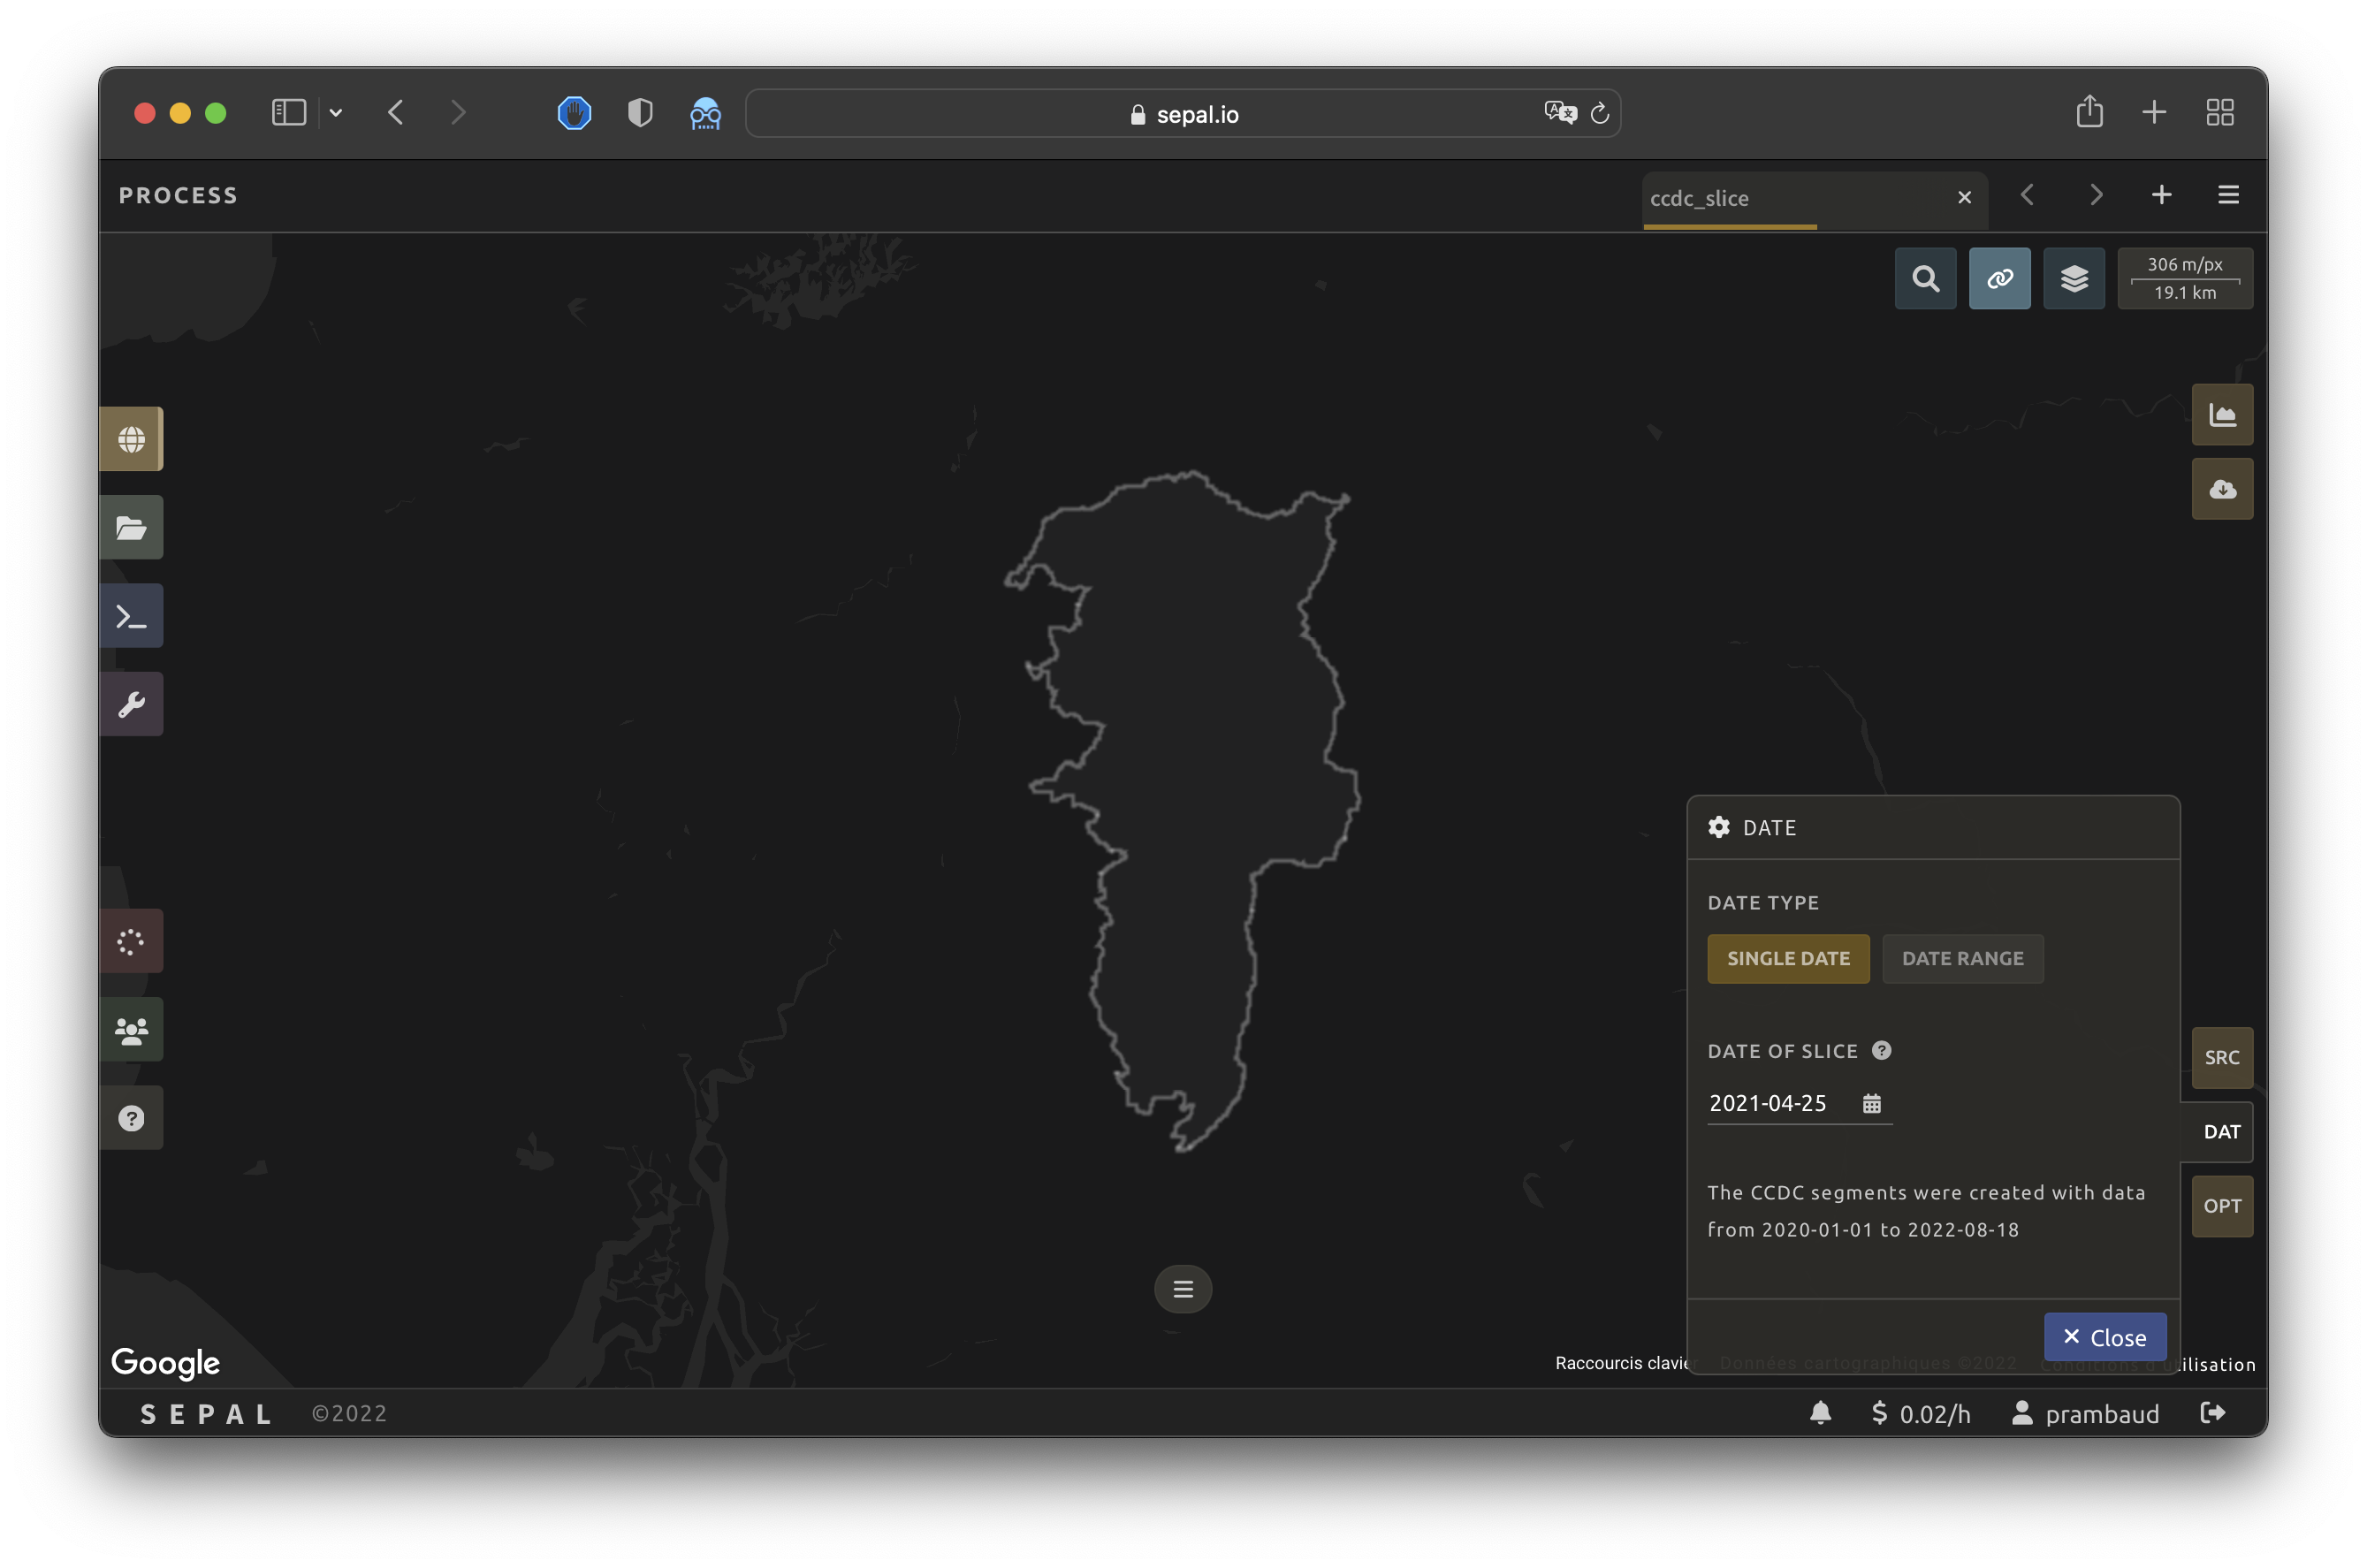 sepal.io
PROCESS
ccdc_slice
306 m/px
19.1 km
DATE
DATE TYPE
SINGLE DATE
DATE RANGE
DATE OF SLICE
2021-04-25
The CCDC segments were created with data
from 2020-01-01 to 2022-08-18
Close
SRC
DAT
OPT
Google
Raccourcis clavier
Données cartographiques ©2022
Conditions d'utilisation
SEPAL
©2022
$ 0.02/h
prambaud